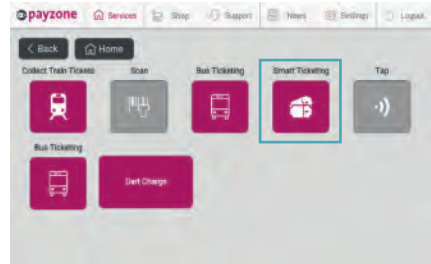 payzone Services Shop Support News Settings Logout
< Back Home
Collect Train Tickets Scan Bus Ticketing Smart Ticketing Tap
Bus Ticketing
Dart Charge